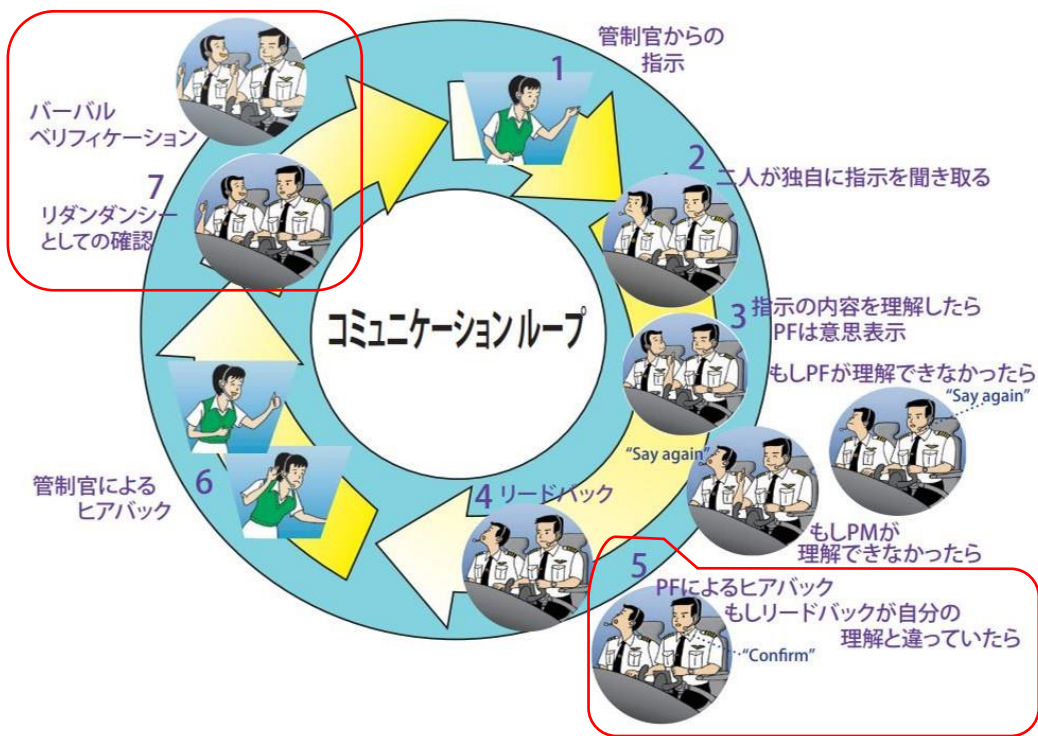 1
管制官からの
指示
2
二人が独自に指示を聞き取る
3
指示の内容を理解したら
PFは意思表示
もしPFが理解できなかったら
“Say again”
“Say again”
もしPMが
理解できなかったら
4 リードバック
5
PFによるヒアバック
もしリードバックが自分の
理解と違っていたら
“Confirm”
6
管制官による
ヒアバック
7
リダンダンシー
としての確認
バーバル
ベリフィケーション
コミュニケーションループ